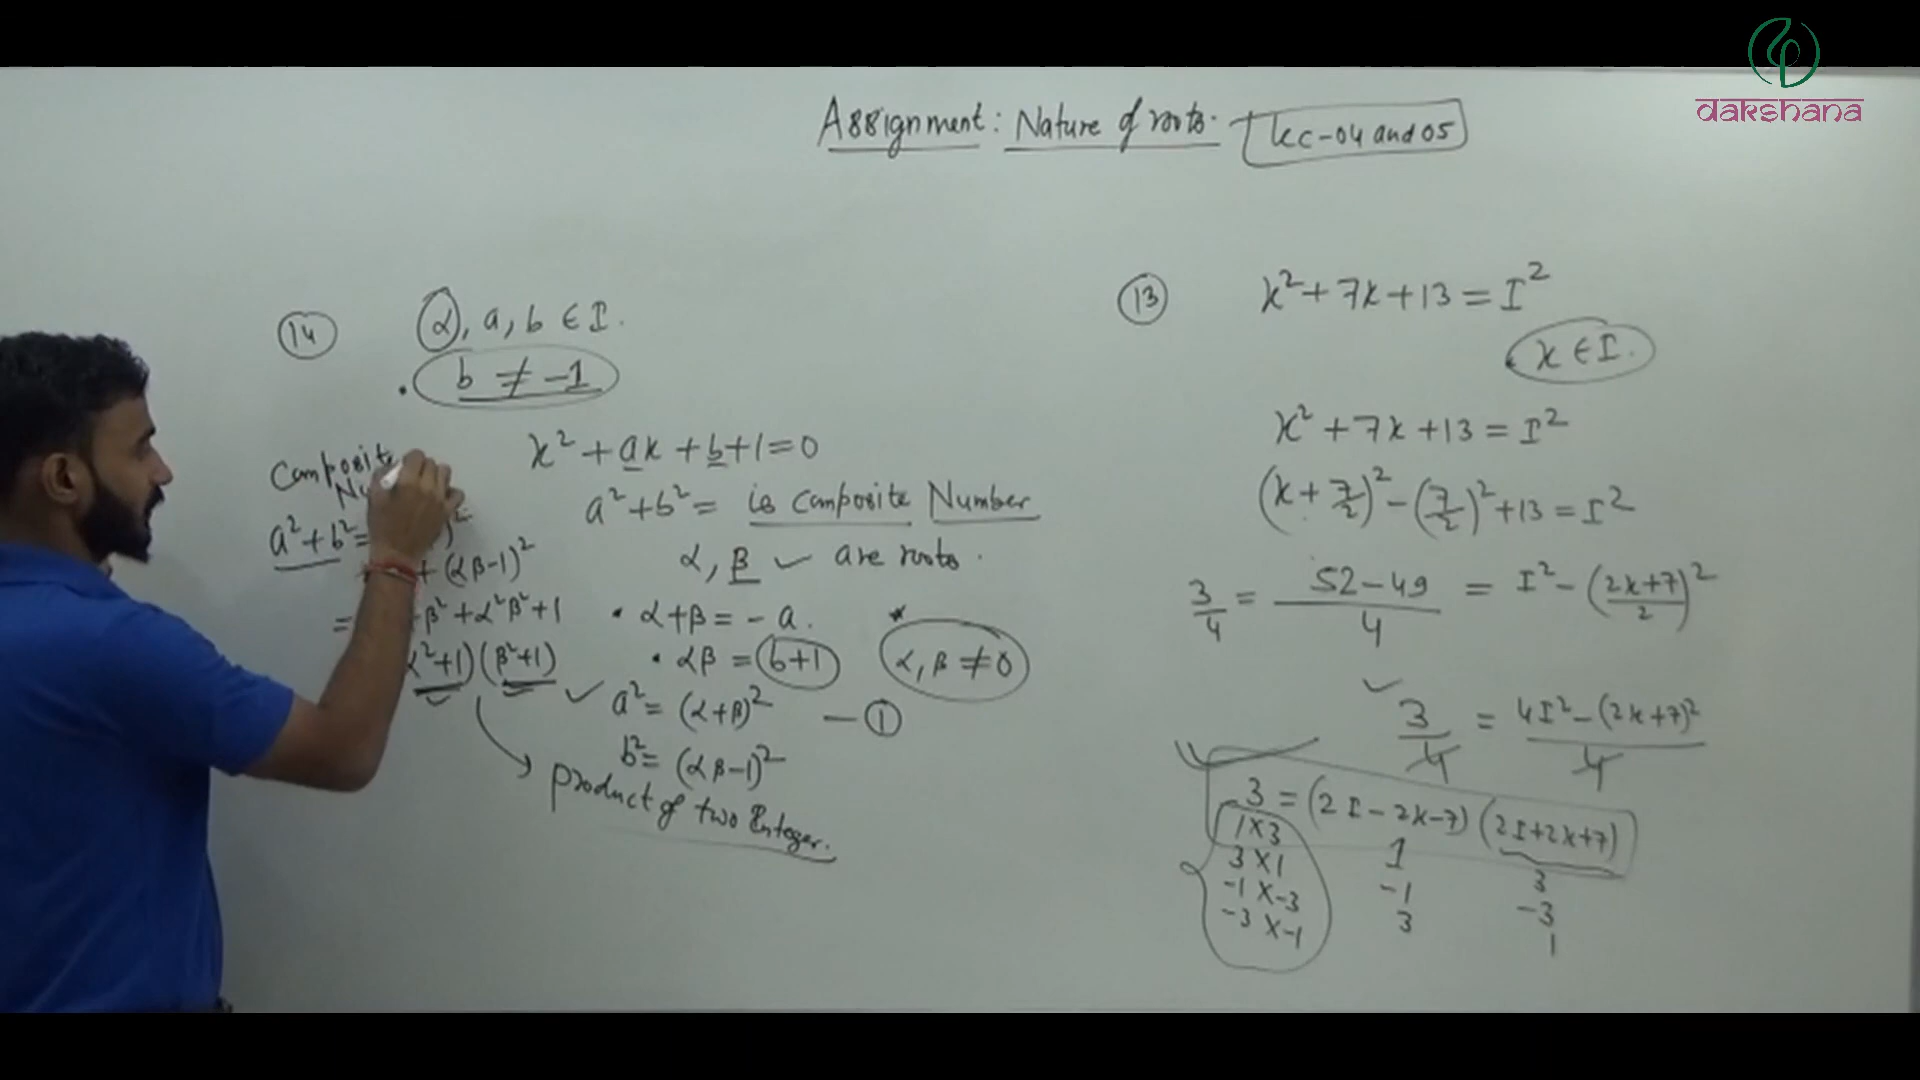 dakshana
Assignment: Nature of roots. KC-04 and 05
(14) α, a, b ∈ I.
b ≠ -1
x² + ax + b + 1 = 0
a² + b² = is composite Number
α, β ✓ are roots.
• α + β = - a.
• αβ = b+1
* α, β ≠ 0
✓ a² = (α+β)² — ①
b² = (αβ-1)²
Composite
a² + b² =
+ (αβ-1)²
= β² + α²β² + 1
α²+1) (β²+1)
→ product of two Integer.
(13) x² + 7x + 13 = I²
x ∈ I.
x² + 7x + 13 = I²
(x + 7/2)² - (7/2)² + 13 = I²
3/4 = (52 - 49)/4 = I² - ((2x+7)/2)²
✓ 3/4 = (4I² - (2x+7)²)/4
3 = (2I - 2x - 7) (2I + 2x + 7)
1 × 3 1 3
3 × 1 -1 -3
-1 × -3 3 1
-3 × -1